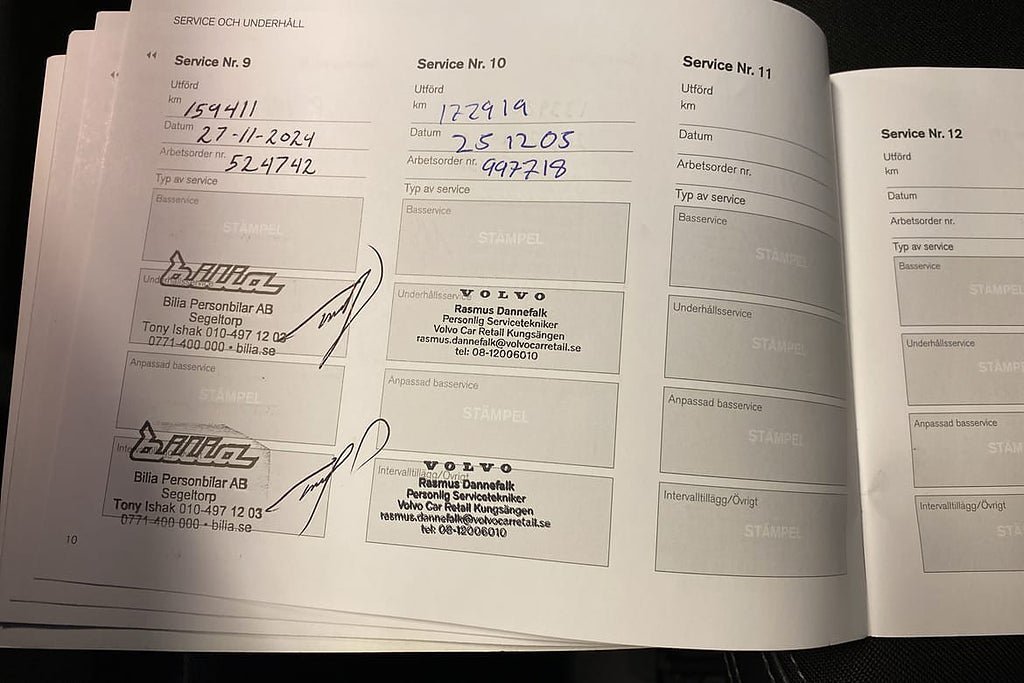 SERVICE OCH UNDERHÅLL
Service Nr. 9
Utförd
km 159411
Datum 27-11-2024
Arbetsorder nr. 524742
Typ av service
Basservice
STÄMPEL
bilia
Bilia Personbilar AB
Segeltorp
Tony Ishak 010-497 12 03
0771-400 000 • bilia.se
Anpassad basservice
STÄMPEL
bilia
Bilia Personbilar AB
Segeltorp
Tony Ishak 010-497 12 03
0771-400 000 • bilia.se
10
Service Nr. 10
Utförd
km 172919
Datum 25 12 05
Arbetsorder nr. 997718
Typ av service
Basservice
STÄMPEL
Underhållsservice
VOLVO
Rasmus Dannefalk
Personlig Servicetekniker
Volvo Car Retail Kungsängen
rasmus.dannefalk@volvocarretail.se
tel: 08-12006010
Anpassad basservice
STÄMPEL
Intervalltillägg/Övrigt
VOLVO
Rasmus Dannefalk
Personlig Servicetekniker
Volvo Car Retail Kungsängen
rasmus.dannefalk@volvocarretail.se
tel: 08-12006010
Service Nr. 11
Utförd
km
Datum
Arbetsorder nr.
Typ av service
Basservice
STÄMPEL
Underhållsservice
STÄMPEL
Anpassad basservice
STÄMPEL
Intervalltillägg/Övrigt
STÄMPEL
Service Nr. 12
Utförd
km
Datum
Arbetsorder nr.
Typ av service
Basservice
STÄMPEL
Underhållsservice
STÄMP
Anpassad basservice
STÄM
Intervalltillägg/Övrigt
STÄ